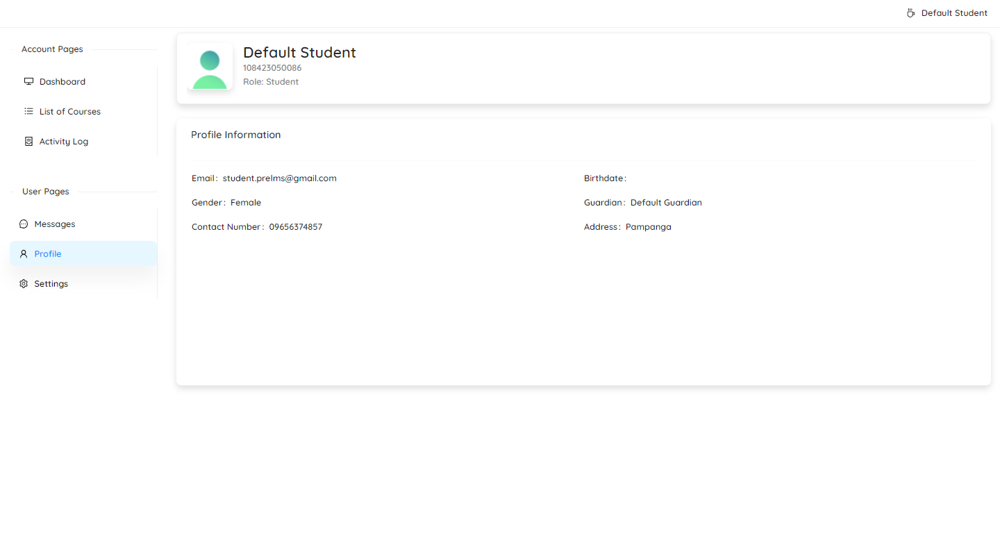 Default Student
Account Pages
Dashboard
List of Courses
Activity Log
User Pages
Messages
Profile
Settings
Default Student
108423050086
Role: Student
Profile Information
Email: student.prelms@gmail.com
Birthdate:
Gender: Female
Guardian: Default Guardian
Contact Number: 09656374857
Address: Pampanga